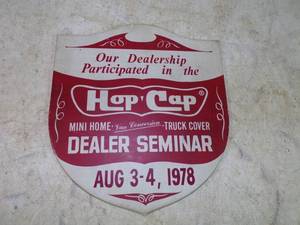 Our Dealership
Participated in the
Hop Cap®
MINI HOME · Van Conversion · TRUCK COVER
DEALER SEMINAR
AUG 3-4, 1978